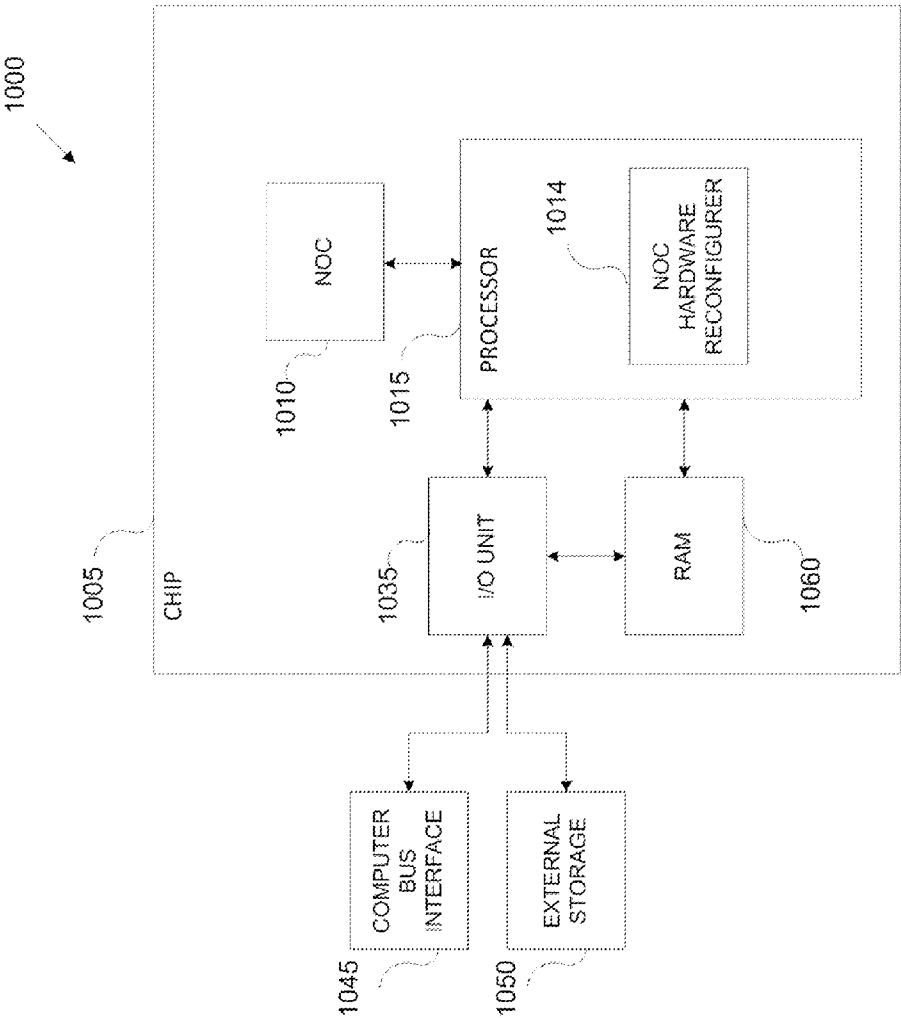 1000
1005
CHIP
NOC
1010
PROCESSOR
1015
NOC
HARDWARE
RECONFIGURER
1014
I/O UNIT
1035
RAM
1060
COMPUTER
BUS
INTERFACE
1045
EXTERNAL
STORAGE
1050